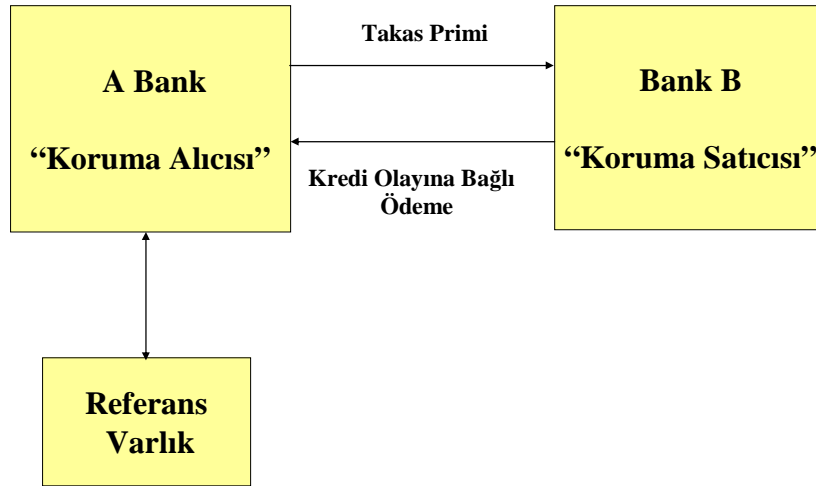 A Bank
“Koruma Alıcısı”
Takas Primi
Bank B
“Koruma Satıcısı”
Kredi Olayına Bağlı
Ödeme
Referans
Varlık